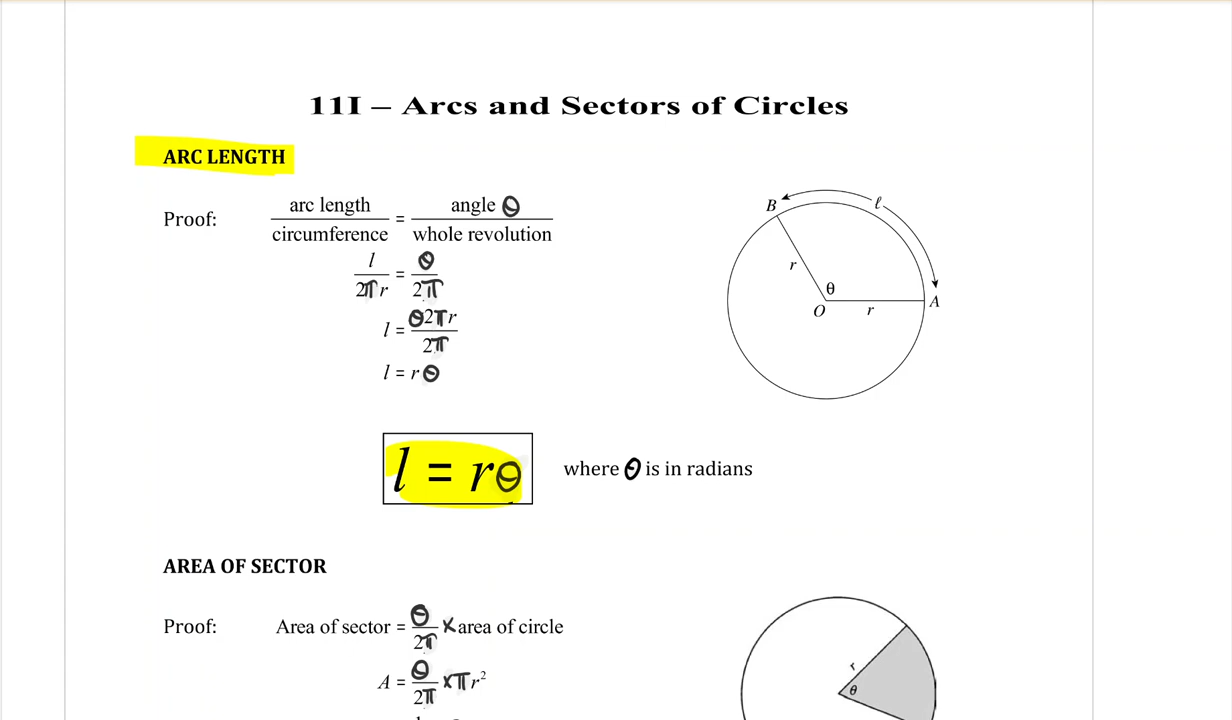 11I – Arcs and Sectors of Circles
ARC LENGTH
Proof: arc length / circumference = angle θ / whole revolution
l / 2πr = θ / 2π
l = θ2πr / 2π
l = rθ
B l
r θ
O r A
l = rθ where θ is in radians
AREA OF SECTOR
Proof: Area of sector = θ / 2π × area of circle
A = θ / 2π × πr²
r
θ